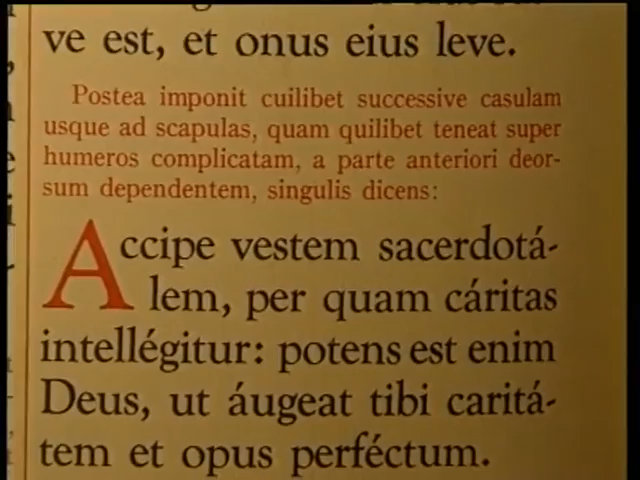 ve est, et onus eius leve.
Postea imponit cuilibet successive casulam
usque ad scapulas, quam quilibet teneat super
humeros complicatam, a parte anteriori deor-
sum dependentem, singulis dicens:
Accipe vestem sacerdotá-
lem, per quam cáritas
intellégitur: potens est enim
Deus, ut áugeat tibi caritá-
tem et opus perféctum.